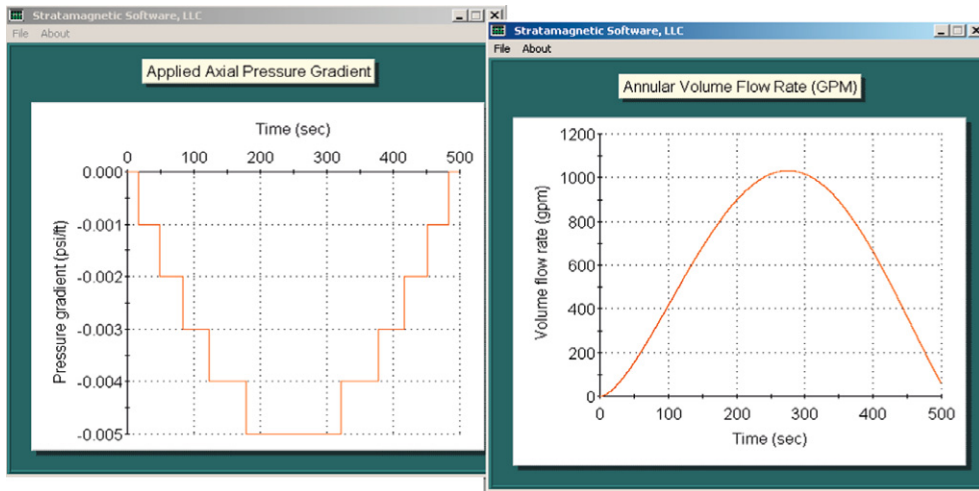 Stratamagnetic Software, LLC
File About
Applied Axial Pressure Gradient
Time (sec)
0 100 200 300 400 500
0.000
-0.001
-0.002
-0.003
-0.004
-0.005
Pressure gradient (psi/ft)
Stratamagnetic Software, LLC
File About
Annular Volume Flow Rate (GPM)
1200
1000
800
600
400
200
0
Volume flow rate (gpm)
0 100 200 300 400 500
Time (sec)